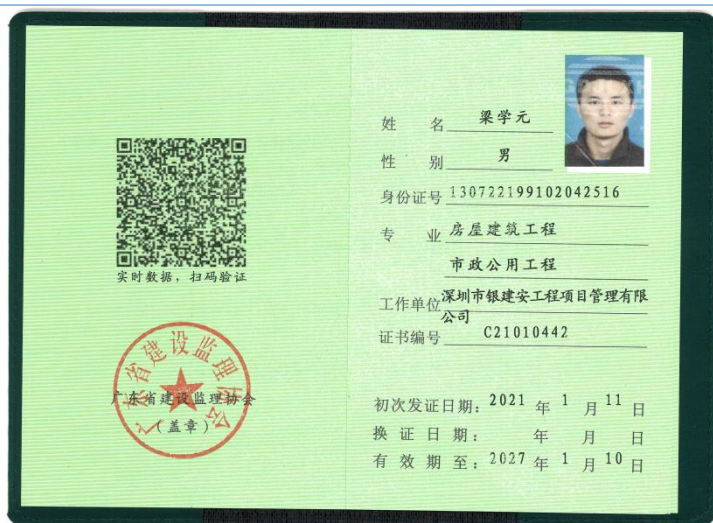 实时数据，扫码验证
广东省建设监理协会
广东省建设监理协会
（盖章）
姓 名 梁学元
性 别 男
身份证号 130722199102042516
专 业 房屋建筑工程
市政公用工程
工作单位 深圳市银建安工程项目管理有限
公司
证书编号 C21010442
初次发证日期：2021 年 1 月 11 日
换 证 日 期： 年 月 日
有 效 期 至：2027 年 1 月 10 日